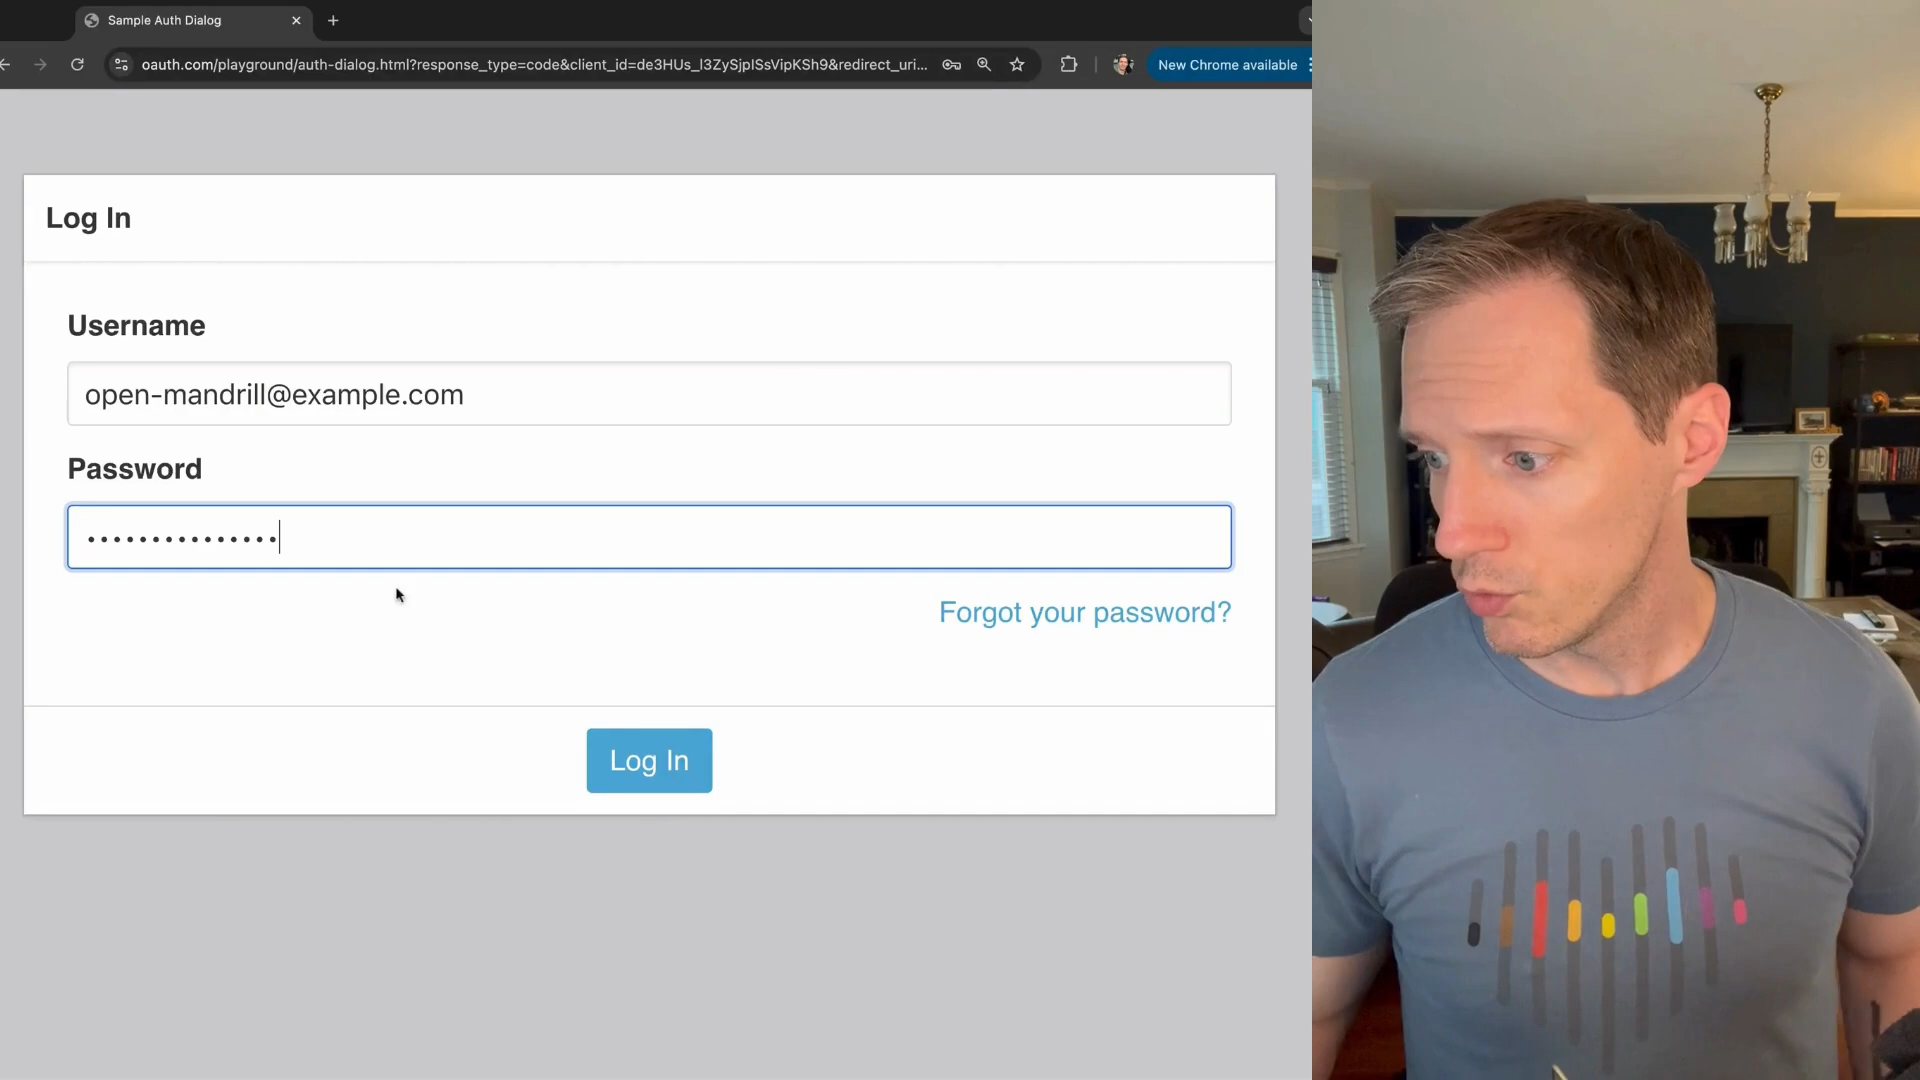 Sample Auth Dialog
oauth.com/playground/auth-dialog.html?response_type=code&client_id=de3HUs_l3ZySjplSsVipKSh9&redirect_uri...
New Chrome available
Log In
Username
open-mandrill@example.com
Password
•••••••••••••••
Forgot your password?
Log In